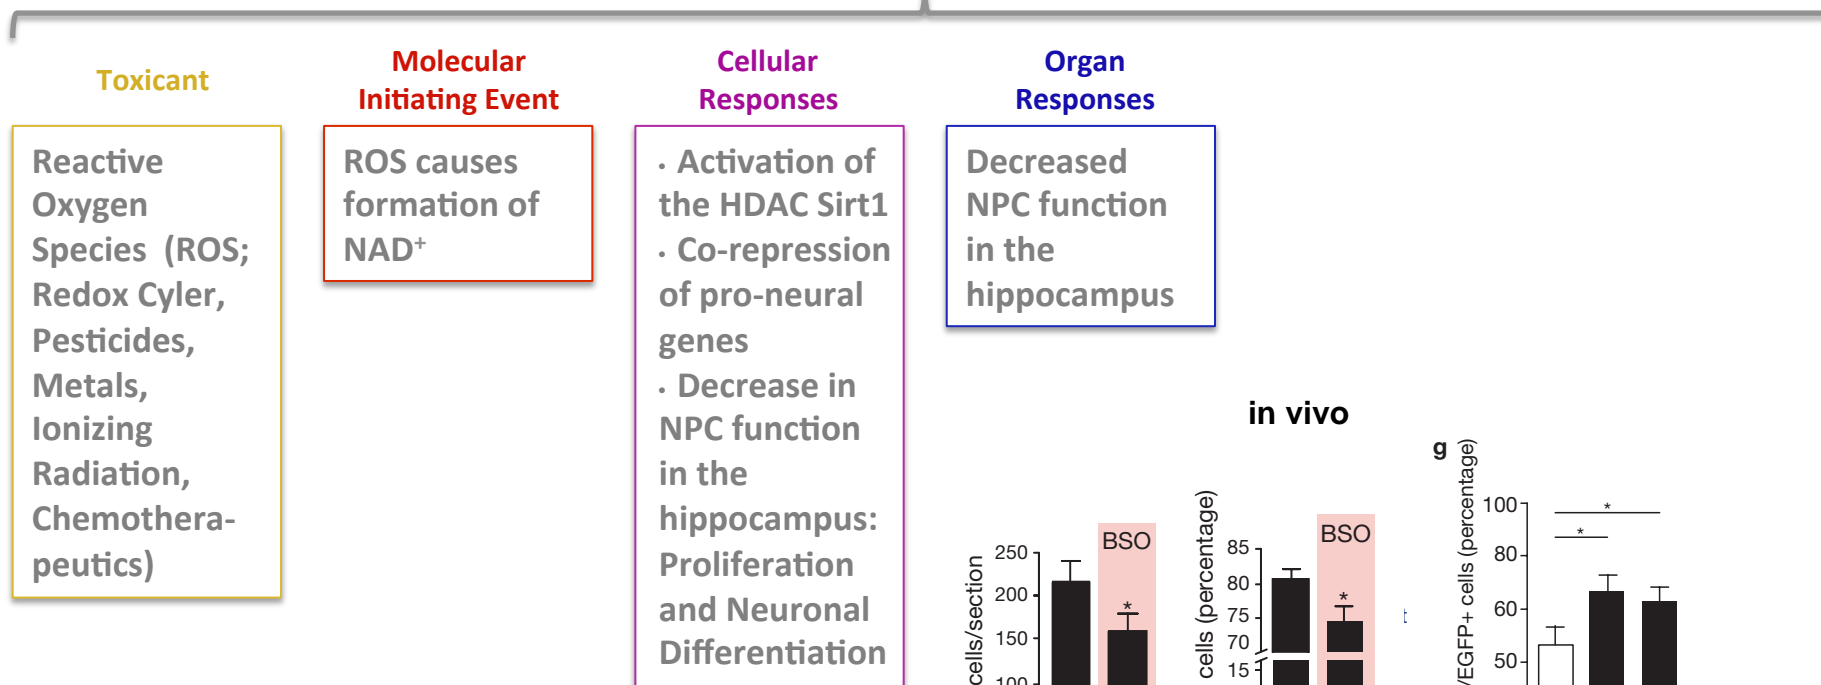 Toxicant
Molecular
Initiating Event
Cellular
Responses
Organ
Responses
Reactive
Oxygen
Species (ROS;
Redox Cyler,
Pesticides,
Metals,
Ionizing
Radiation,
Chemothera-
peutics)
ROS causes
formation of
NAD⁺
· Activation of
the HDAC Sirt1
· Co-repression
of pro-neural
genes
· Decrease in
NPC function
in the
hippocampus:
Proliferation
and Neuronal
Differentiation
Decreased
NPC function
in the
hippocampus
in vivo
cells/section
250
200
150
100
BSO
*
cells (percentage)
85
80
75
70
15
BSO
*
t
g
/EGFP+ cells (percentage)
100
80
60
50
*
*